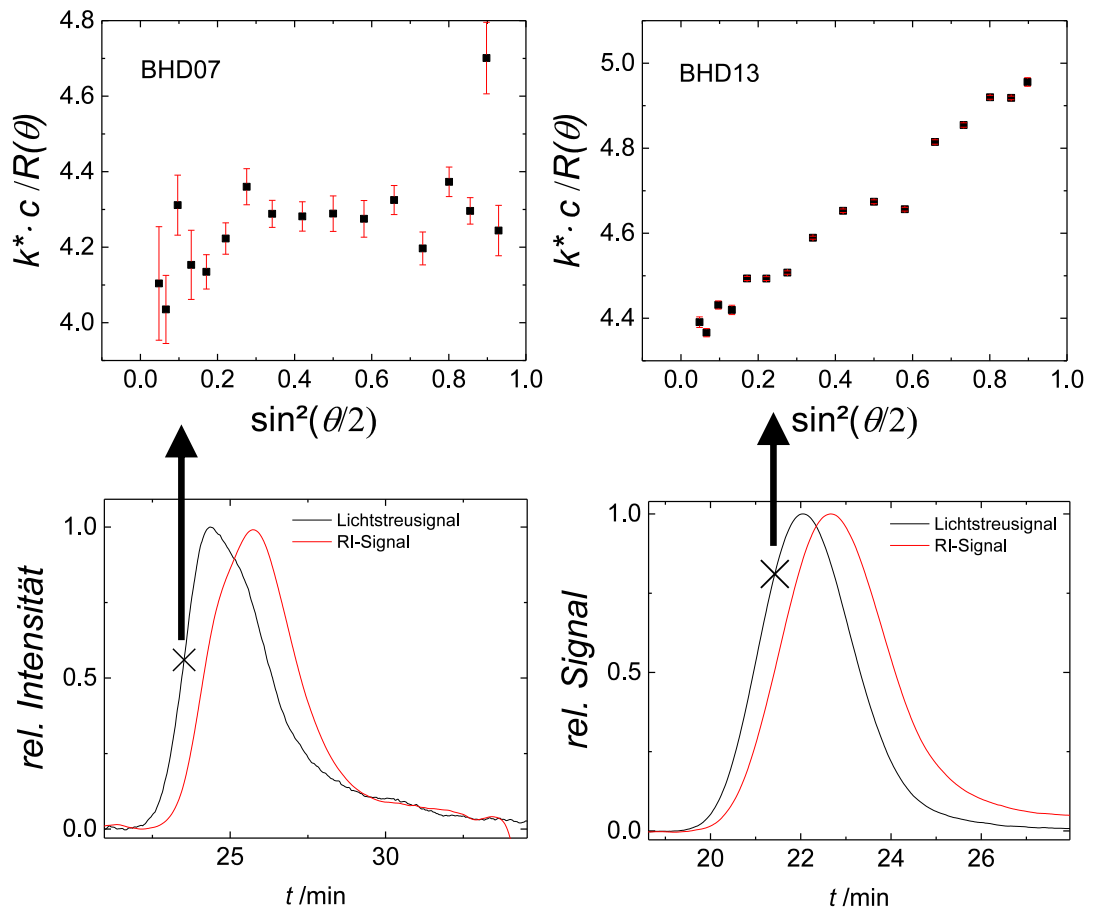 BHD07
k*· c /R(θ)
4.8
4.6
4.4
4.2
4.0
0.0 0.2 0.4 0.6 0.8 1.0
sin²(θ/2)
BHD13
k*· c /R(θ)
5.0
4.8
4.6
4.4
0.0 0.2 0.4 0.6 0.8 1.0
sin²(θ/2)
rel. Intensität
1.0
0.5
0.0
Lichtstreusignal
RI-Signal
25 30
t /min
rel. Signal
1.0
0.5
0.0
Lichtstreusignal
RI-Signal
20 22 24 26
t /min